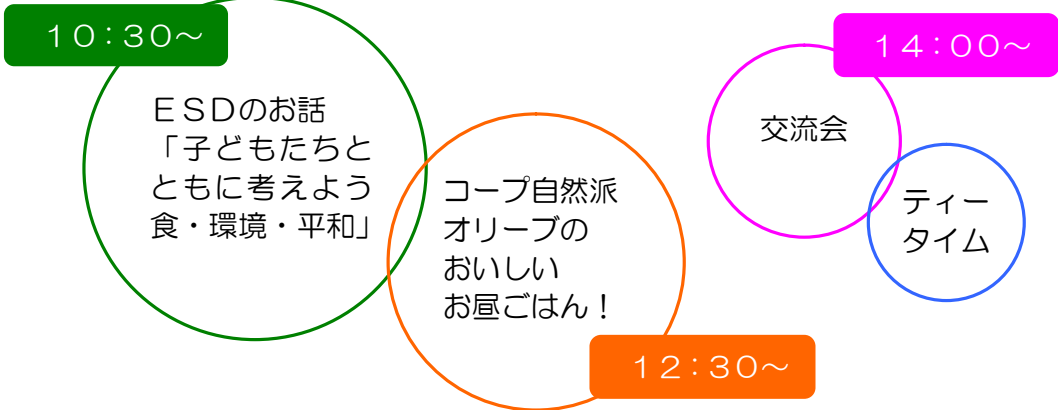 10:30～
ESDのお話
「子どもたちと
ともに考えよう
食・環境・平和」
コープ自然派
オリーブの
おいしい
お昼ごはん！
12:30～
14:00～
交流会
ティー
タイム